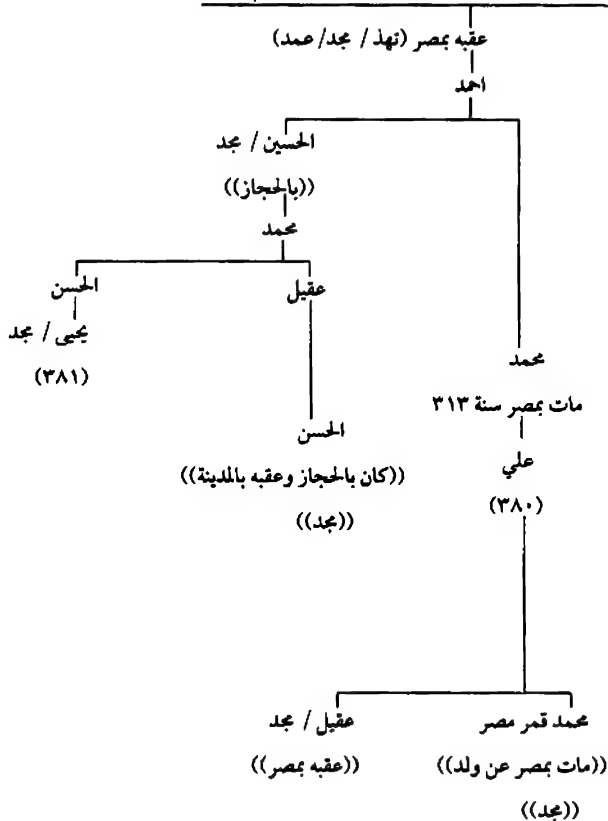 عقبه بمصر (تهذ / مجد / عمد)
احمد
الحسين / مجد
((بالحجاز))
محمد
عقيل
الحسن
يحيى / مجد
(٣٨١)
محمد
مات بمصر سنة ٣١٣
الحسن
((كان بالحجاز وعقبه بالمدينة))
((مجد))
علي
(٣٨٠)
محمد قمر مصر
((مات بمصر عن ولد))
((مجد))
عقيل / مجد
((عقبه بمصر))